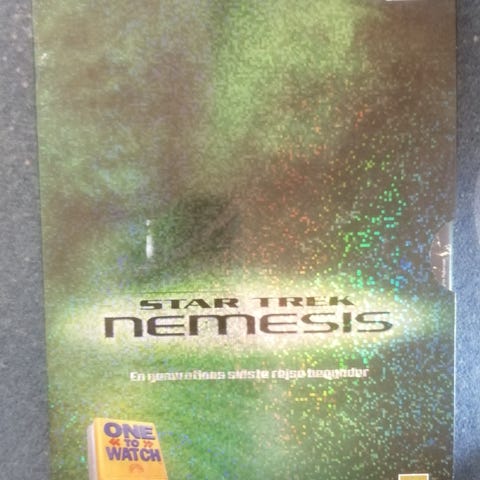 STAR TREK
NEMESIS
En generations sidste rejse begynder
ONE
« TO »
WATCH